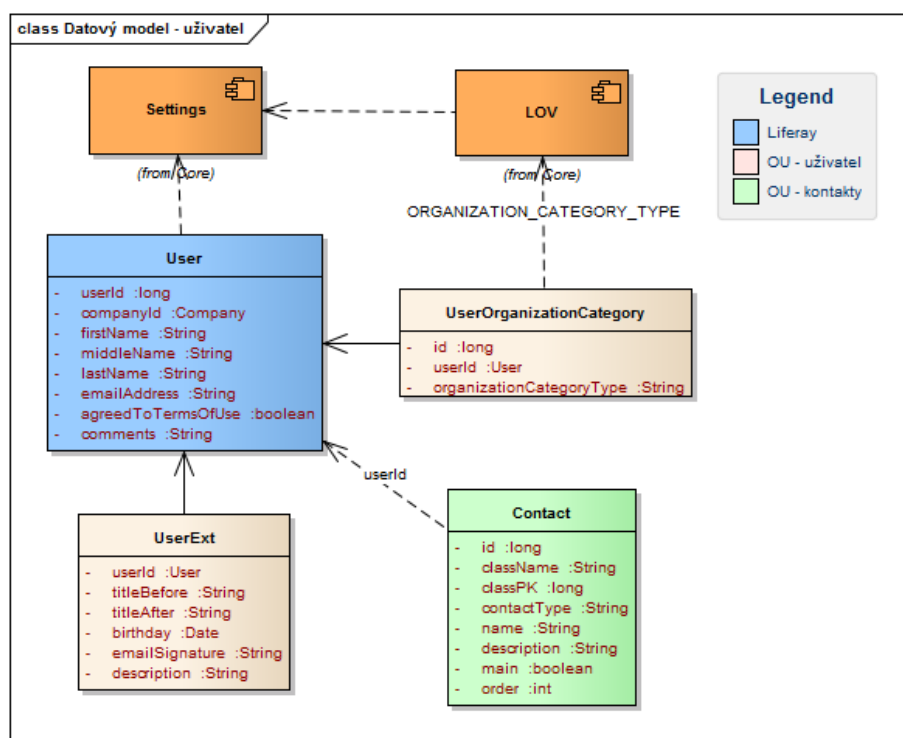 class Datový model - uživatel
Settings
(from Core)
LOV
(from Core)
Legend
Liferay
OU - uživatel
OU - kontakty
ORGANIZATION_CATEGORY_TYPE
User
- userId :long
- companyId :Company
- firstName :String
- middleName :String
- lastName :String
- emailAddress :String
- agreedToTermsOfUse :boolean
- comments :String
UserOrganizationCategory
- id :long
- userId :User
- organizationCategoryType :String
userId
UserExt
- userId :User
- titleBefore :String
- titleAfter :String
- birthday :Date
- emailSignature :String
- description :String
Contact
- id :long
- className :String
- classPK :long
- contactType :String
- name :String
- description :String
- main :boolean
- order :int